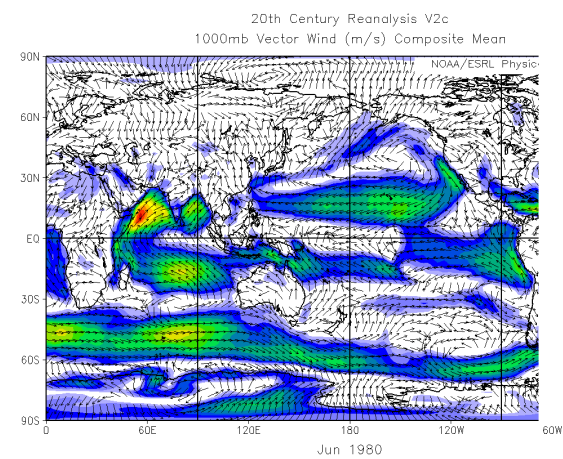 20th Century Reanalysis V2c
1000mb Vector Wind (m/s) Composite Mean
NOAA/ESRL Physic
90N
60N
30N
EQ
30S
60S
90S
0 60E 120E 180 120W 60W
Jun 1980